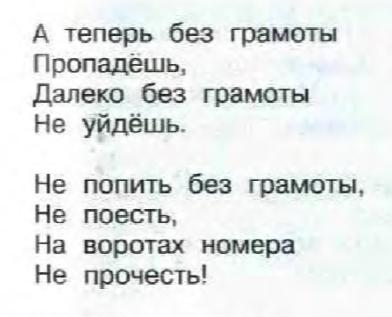 А теперь без грамоты
Пропадёшь,
Далеко без грамоты
Не уйдёшь.

Не попить без грамоты,
Не поесть,
На воротах номера
Не прочесть!